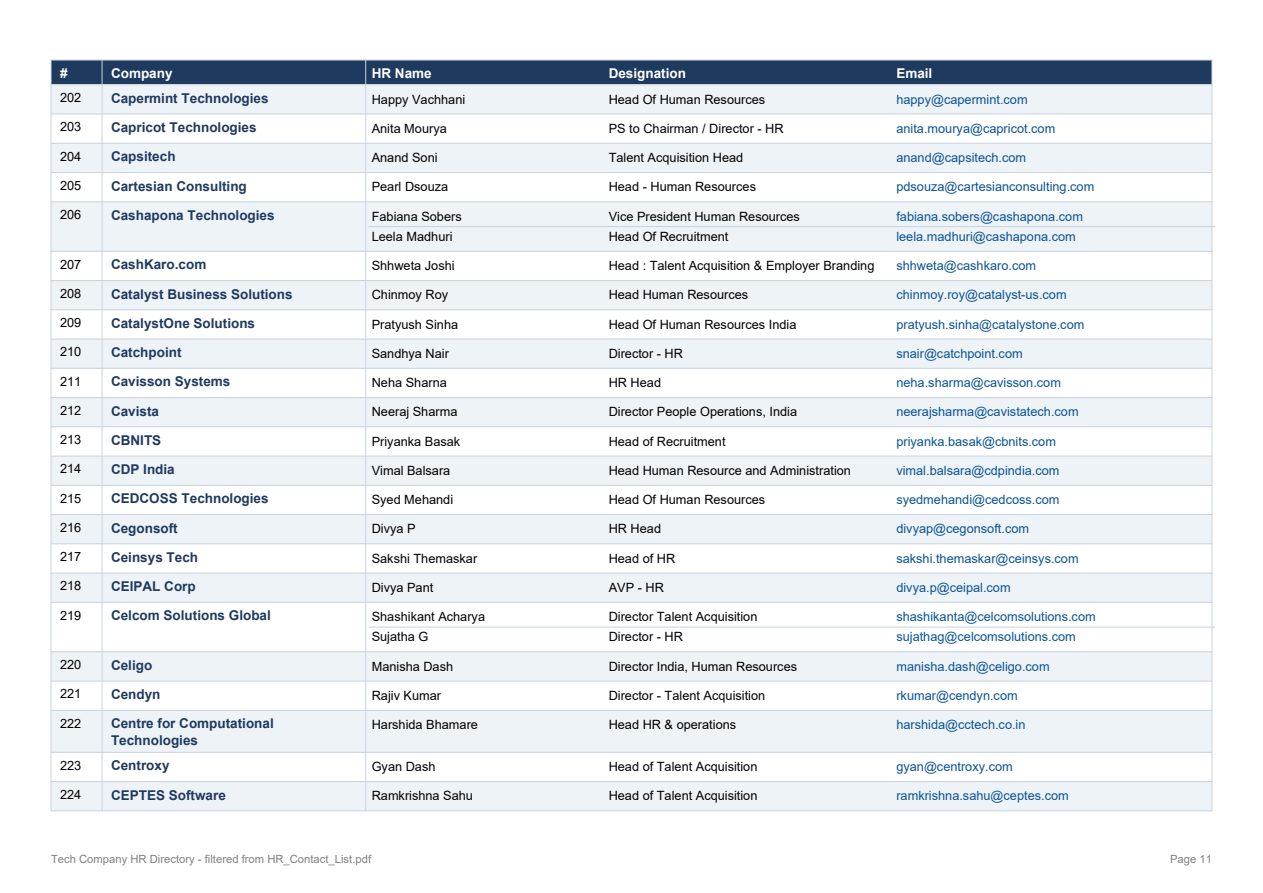 # Company HR Name Designation Email
202 Capermint Technologies Happy Vachhani Head Of Human Resources happy@capermint.com
203 Capricot Technologies Anita Mourya PS to Chairman / Director - HR anita.mourya@capricot.com
204 Capsitech Anand Soni Talent Acquisition Head anand@capsitech.com
205 Cartesian Consulting Pearl Dsouza Head - Human Resources pdsouza@cartesianconsulting.com
206 Cashapona Technologies Fabiana Sobers Vice President Human Resources fabiana.sobers@cashapona.com
Leela Madhuri Head Of Recruitment leela.madhuri@cashapona.com
207 CashKaro.com Shhweta Joshi Head : Talent Acquisition & Employer Branding shhweta@cashkaro.com
208 Catalyst Business Solutions Chinmoy Roy Head Human Resources chinmoy.roy@catalyst-us.com
209 CatalystOne Solutions Pratyush Sinha Head Of Human Resources India pratyush.sinha@catalystone.com
210 Catchpoint Sandhya Nair Director - HR snair@catchpoint.com
211 Cavisson Systems Neha Sharna HR Head neha.sharma@cavisson.com
212 Cavista Neeraj Sharma Director People Operations, India neerajsharma@cavistatech.com
213 CBNITS Priyanka Basak Head of Recruitment priyanka.basak@cbnits.com
214 CDP India Vimal Balsara Head Human Resource and Administration vimal.balsara@cdpindia.com
215 CEDCOSS Technologies Syed Mehandi Head Of Human Resources syedmehandi@cedcoss.com
216 Cegonsoft Divya P HR Head divyap@cegonsoft.com
217 Ceinsys Tech Sakshi Themaskar Head of HR sakshi.themaskar@ceinsys.com
218 CEIPAL Corp Divya Pant AVP - HR divya.p@ceipal.com
219 Celcom Solutions Global Shashikant Acharya Director Talent Acquisition shashikanta@celcomsolutions.com
Sujatha G Director - HR sujathag@celcomsolutions.com
220 Celigo Manisha Dash Director India, Human Resources manisha.dash@celigo.com
221 Cendyn Rajiv Kumar Director - Talent Acquisition rkumar@cendyn.com
222 Centre for Computational Harshida Bhamare Head HR & operations harshida@cctech.co.in
Technologies
223 Centroxy Gyan Dash Head of Talent Acquisition gyan@centroxy.com
224 CEPTES Software Ramkrishna Sahu Head of Talent Acquisition ramkrishna.sahu@ceptes.com
Tech Company HR Directory - filtered from HR_Contact_List.pdf Page 11